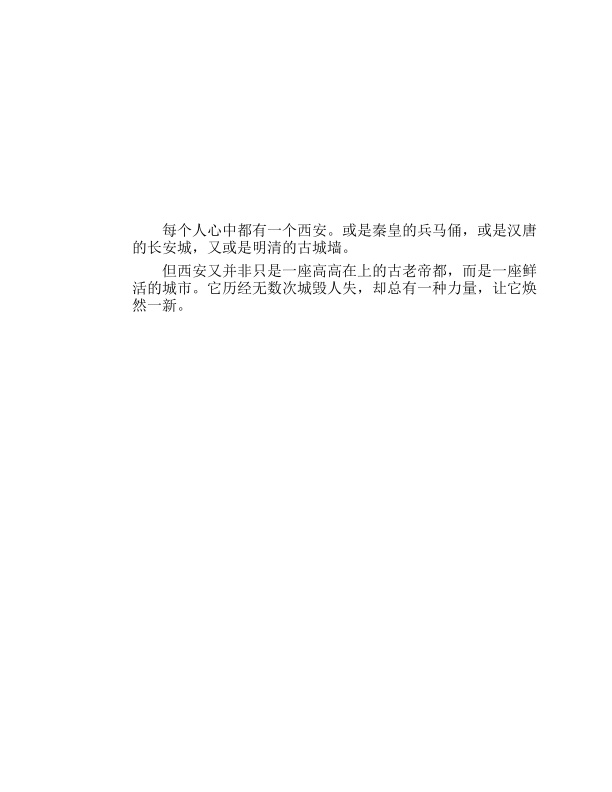 每个人心中都有一个西安。或是秦皇的兵马俑，或是汉唐
的长安城，又或是明清的古城墙。
但西安又并非只是一座高高在上的古老帝都，而是一座鲜
活的城市。它历经无数次城毁人失，却总有一种力量，让它焕
然一新。